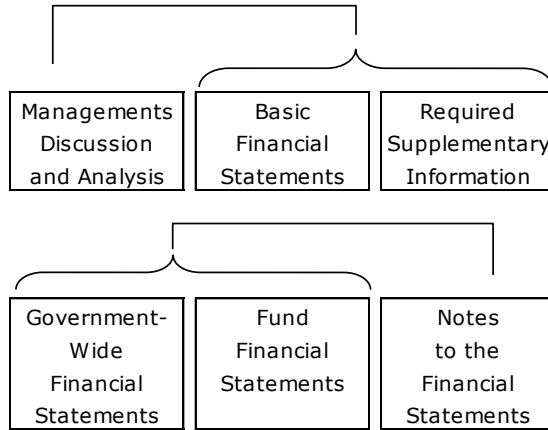 Managements
Discussion
and Analysis
Basic
Financial
Statements
Required
Supplementary
Information
Government-
Wide
Financial
Statements
Fund
Financial
Statements
Notes
to the
Financial
Statements